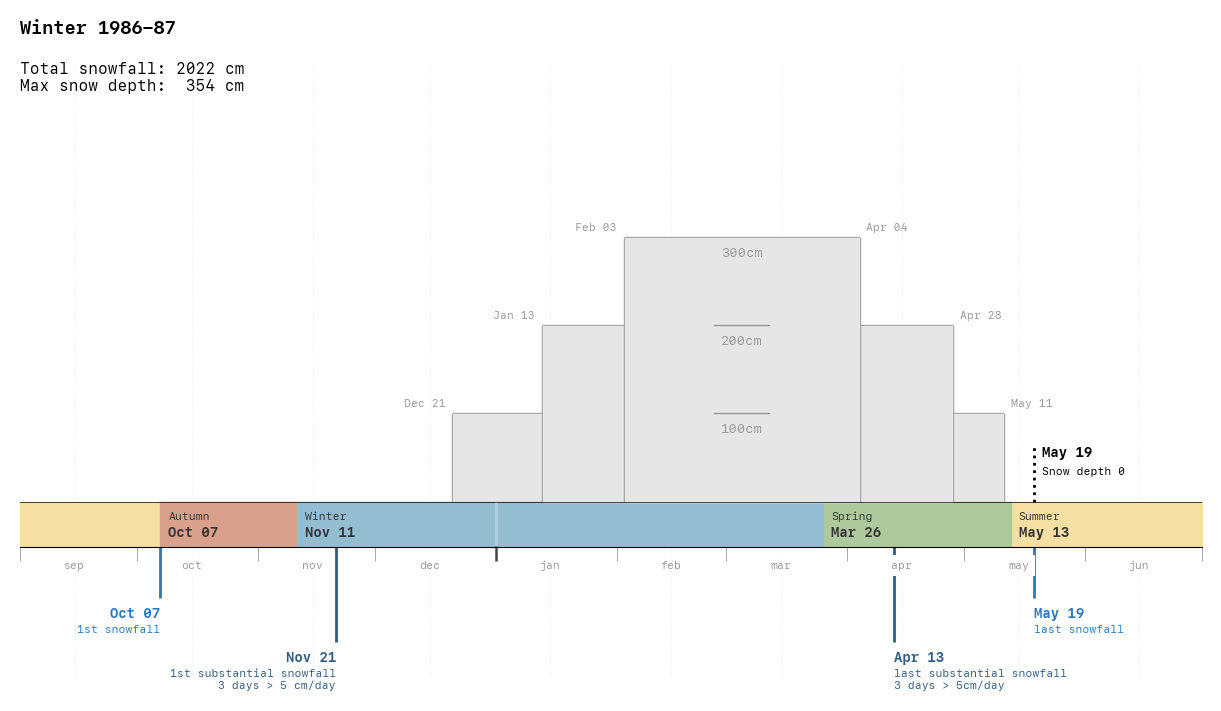 Winter 1986–87
Total snowfall: 2022 cm
Max snow depth:  354 cm
Feb 03
Apr 04
300cm
Jan 13
Apr 28
200cm
Dec 21
May 11
100cm
May 19
Snow depth 0
Autumn
Oct 07
Winter
Nov 11
Spring
Mar 26
Summer
May 13
sep
oct
nov
dec
jan
feb
mar
apr
may
jun
Oct 07
1st snowfall
May 19
last snowfall
Nov 21
1st substantial snowfall
3 days > 5 cm/day
Apr 13
last substantial snowfall
3 days > 5cm/day